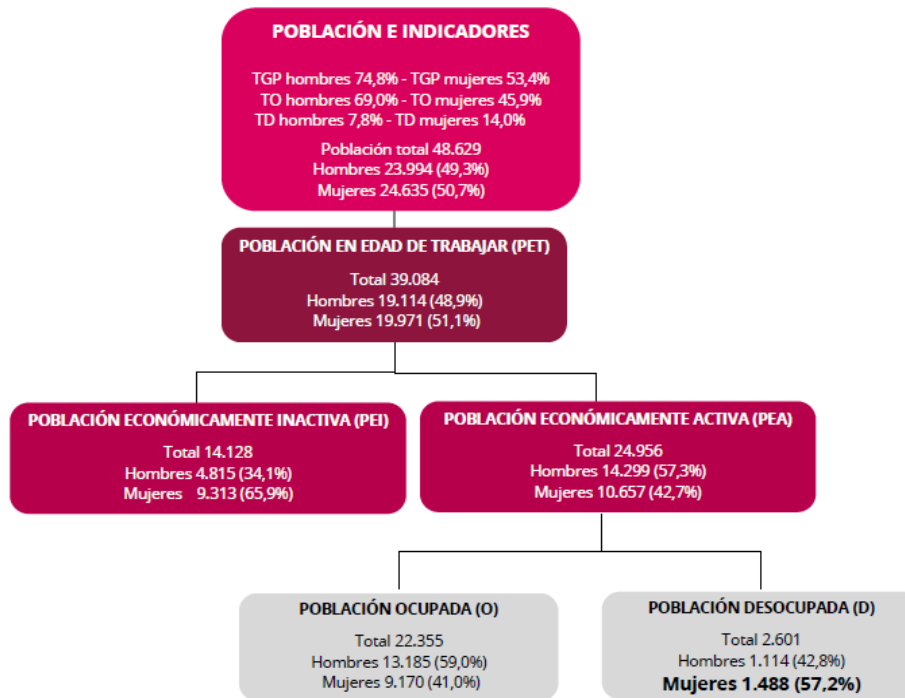 POBLACIÓN E INDICADORES
TGP hombres 74,8% - TGP mujeres 53,4%
TO hombres 69,0% - TO mujeres 45,9%
TD hombres 7,8% - TD mujeres 14,0%
Población total 48.629
Hombres 23.994 (49,3%)
Mujeres 24.635 (50,7%)
POBLACIÓN EN EDAD DE TRABAJAR (PET)
Total 39.084
Hombres 19.114 (48,9%)
Mujeres 19.971 (51,1%)
POBLACIÓN ECONÓMICAMENTE INACTIVA (PEI)
Total 14.128
Hombres 4.815 (34,1%)
Mujeres 9.313 (65,9%)
POBLACIÓN ECONÓMICAMENTE ACTIVA (PEA)
Total 24.956
Hombres 14.299 (57,3%)
Mujeres 10.657 (42,7%)
POBLACIÓN OCUPADA (O)
Total 22.355
Hombres 13.185 (59,0%)
Mujeres 9.170 (41,0%)
POBLACIÓN DESOCUPADA (D)
Total 2.601
Hombres 1.114 (42,8%)
Mujeres 1.488 (57,2%)